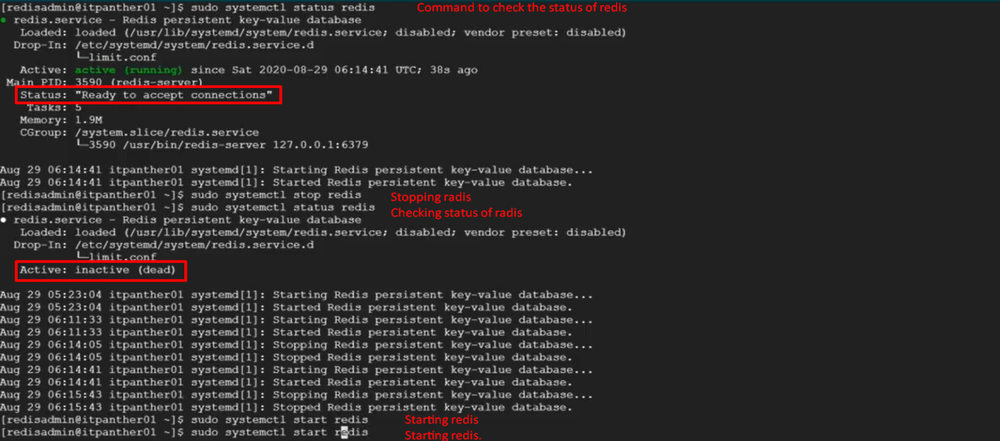 [redisadmin@itpanther01 ~]$ sudo systemctl status redis Command to check the status of redis
● redis.service - Redis persistent key-value database
Loaded: loaded (/usr/lib/systemd/system/redis.service; disabled; vendor preset: disabled)
Drop-In: /etc/systemd/system/redis.service.d
└─limit.conf
Active: active (running) since Sat 2020-08-29 06:14:41 UTC; 38s ago
Main PID: 3590 (redis-server)
Status: "Ready to accept connections"
Tasks: 5
Memory: 1.9M
CGroup: /system.slice/redis.service
└─3590 /usr/bin/redis-server 127.0.0.1:6379
Aug 29 06:14:41 itpanther01 systemd[1]: Starting Redis persistent key-value database...
Aug 29 06:14:41 itpanther01 systemd[1]: Started Redis persistent key-value database.
[redisadmin@itpanther01 ~]$ sudo systemctl stop redis Stopping radis
[redisadmin@itpanther01 ~]$ sudo systemctl status redis Checking status of radis
● redis.service - Redis persistent key-value database
Loaded: loaded (/usr/lib/systemd/system/redis.service; disabled; vendor preset: disabled)
Drop-In: /etc/systemd/system/redis.service.d
└─limit.conf
Active: inactive (dead)
Aug 29 05:23:04 itpanther01 systemd[1]: Starting Redis persistent key-value database...
Aug 29 05:23:04 itpanther01 systemd[1]: Started Redis persistent key-value database.
Aug 29 06:11:33 itpanther01 systemd[1]: Starting Redis persistent key-value database...
Aug 29 06:11:33 itpanther01 systemd[1]: Started Redis persistent key-value database.
Aug 29 06:14:05 itpanther01 systemd[1]: Stopping Redis persistent key-value database...
Aug 29 06:14:05 itpanther01 systemd[1]: Stopped Redis persistent key-value database.
Aug 29 06:14:41 itpanther01 systemd[1]: Starting Redis persistent key-value database...
Aug 29 06:14:41 itpanther01 systemd[1]: Started Redis persistent key-value database.
Aug 29 06:15:43 itpanther01 systemd[1]: Stopping Redis persistent key-value database...
Aug 29 06:15:43 itpanther01 systemd[1]: Stopped Redis persistent key-value database.
[redisadmin@itpanther01 ~]$ sudo systemctl start redis Starting redis
[redisadmin@itpanther01 ~]$ sudo systemctl start redis Starting redis.